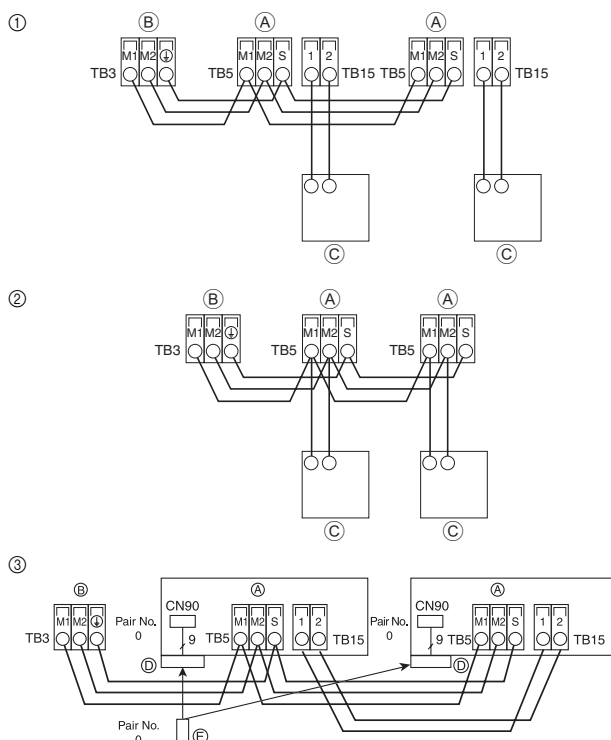 ①
Ⓑ Ⓐ Ⓐ
TB3 M1 M2 ⏚ TB5 M1 M2 S 1 2 TB15 TB5 M1 M2 S 1 2 TB15
Ⓒ Ⓒ
②
Ⓑ Ⓐ Ⓐ
TB3 M1 M2 ⏚ TB5 M1 M2 S TB5 M1 M2 S
Ⓒ Ⓒ
③
Ⓑ Ⓐ Ⓐ
CN90 CN90
Pair No. Pair No.
0 0
TB3 M1 M2 ⏚ 9 TB5 M1 M2 S 1 2 TB15 9 TB5 M1 M2 S 1 2 TB15
Ⓓ Ⓓ
Pair No.
0 Ⓔ